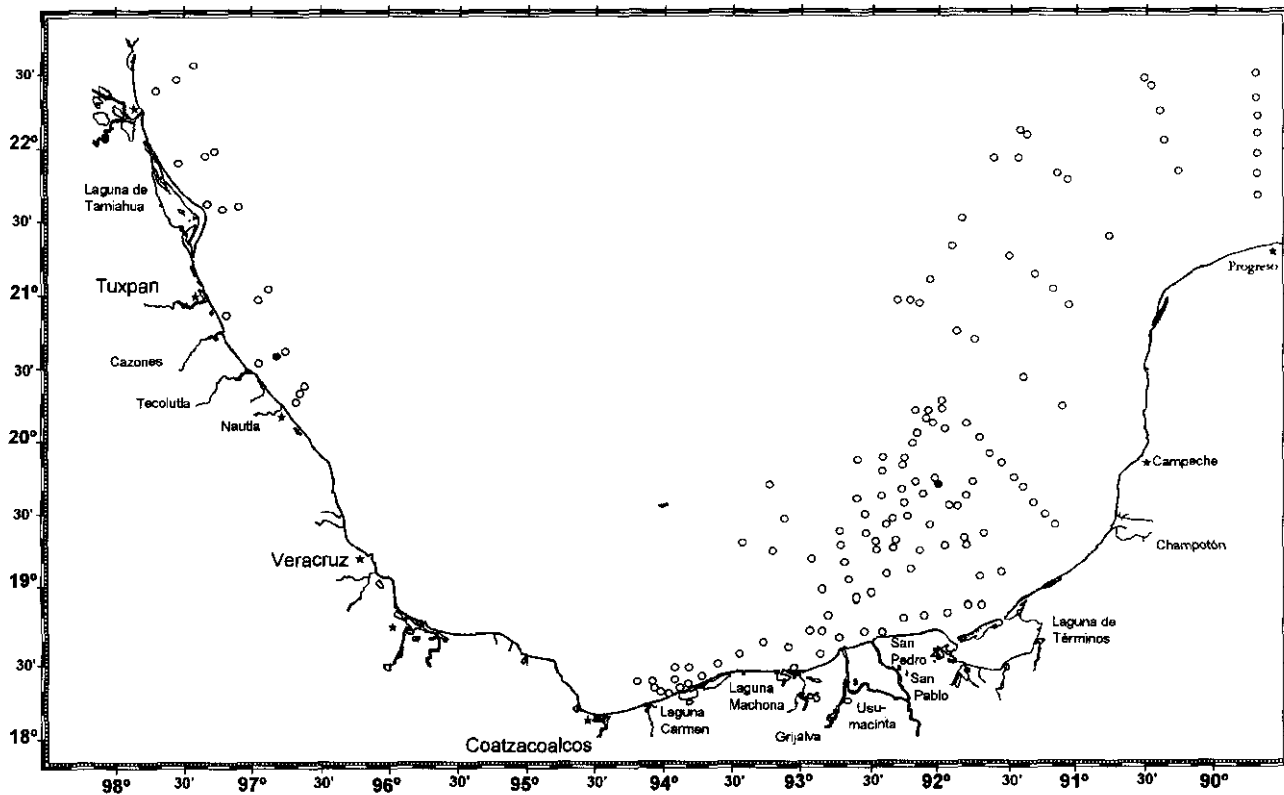 30'
22º
30'
21º
30'
20º
30'
19º
30'
18º
Laguna de
Tamiahua
Tuxpan
Cazones
Tecolutla
Nautla
Veracruz
Coatzacoalcos
Laguna
Carmen
Laguna
Machona
Grijalva
Usu-
macinta
San
Pedro
San
Pablo
Laguna de
Términos
Champotón
Campeche
Progreso
98º
30'
97º
30'
96º
30'
95º
30'
94º
30'
93º
30'
92º
30'
91º
30'
90º